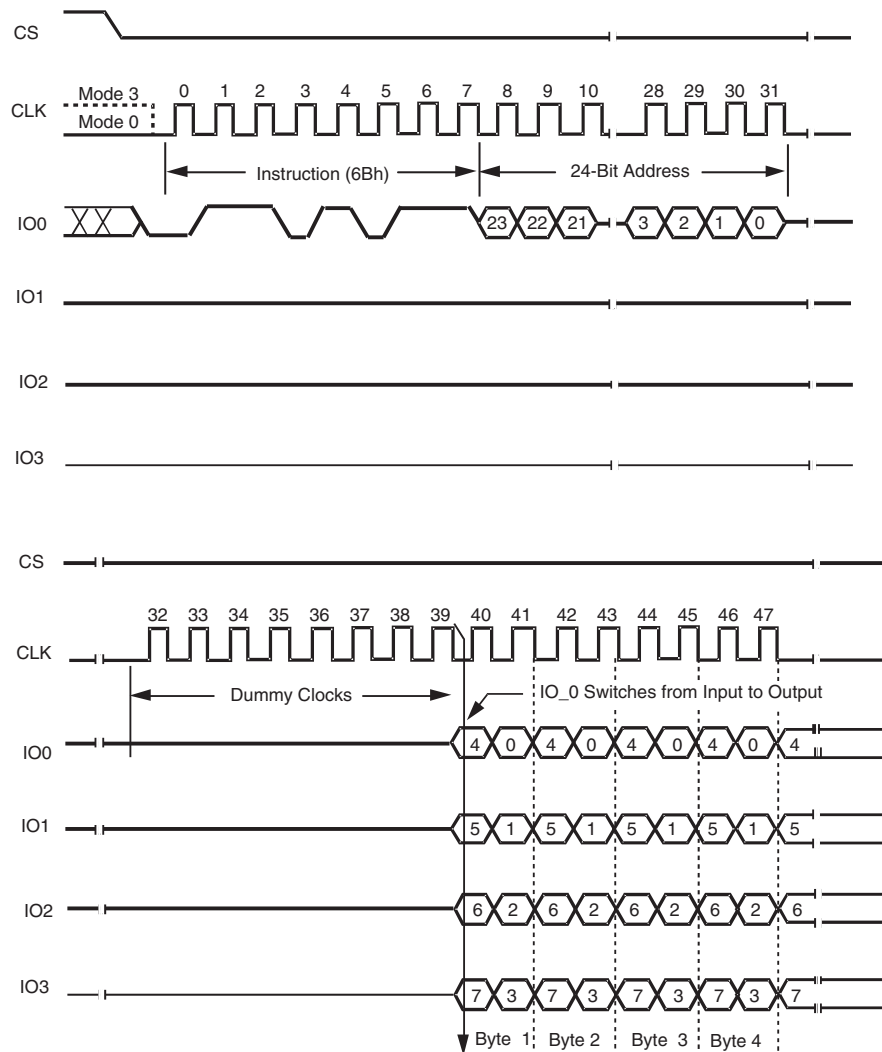 CS
Mode 3
0 1 2 3 4 5 6 7 8 9 10 28 29 30 31
CLK
Mode 0
Instruction (6Bh)
24-Bit Address
IO0
23 22 21 3 2 1 0
IO1
IO2
IO3
CS
32 33 34 35 36 37 38 39 40 41 42 43 44 45 46 47
CLK
Dummy Clocks
IO_0 Switches from Input to Output
IO0
4 0 4 0 4 0 4 0 4
IO1
5 1 5 1 5 1 5 1 5
IO2
6 2 6 2 6 2 6 2 6
IO3
7 3 7 3 7 3 7 3 7
Byte 1 Byte 2 Byte 3 Byte 4